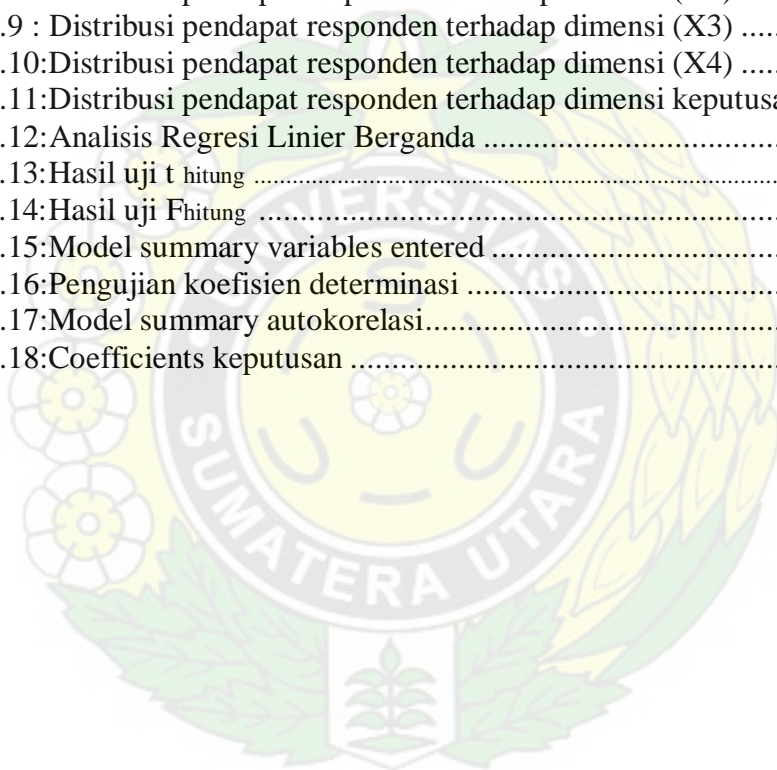 .9 : Distribusi pendapat responden terhadap dimensi (X3) .....
.10:Distribusi pendapat responden terhadap dimensi (X4) .....
.11:Distribusi pendapat responden terhadap dimensi
.12:Analisis Regresi Linier Berganda ........................................
.13:Hasil uji t hitung ........................................
.14:Hasil uji Fhitung ........................................
.15:Model summary variables entered ........................................
.16:Pengujian koefisien determinasi ........................................
.17:Model summary autokorelasi........................................
.18:Coefficients keputusan ........................................
UNIVERSITAS
SUMATERA UTARA